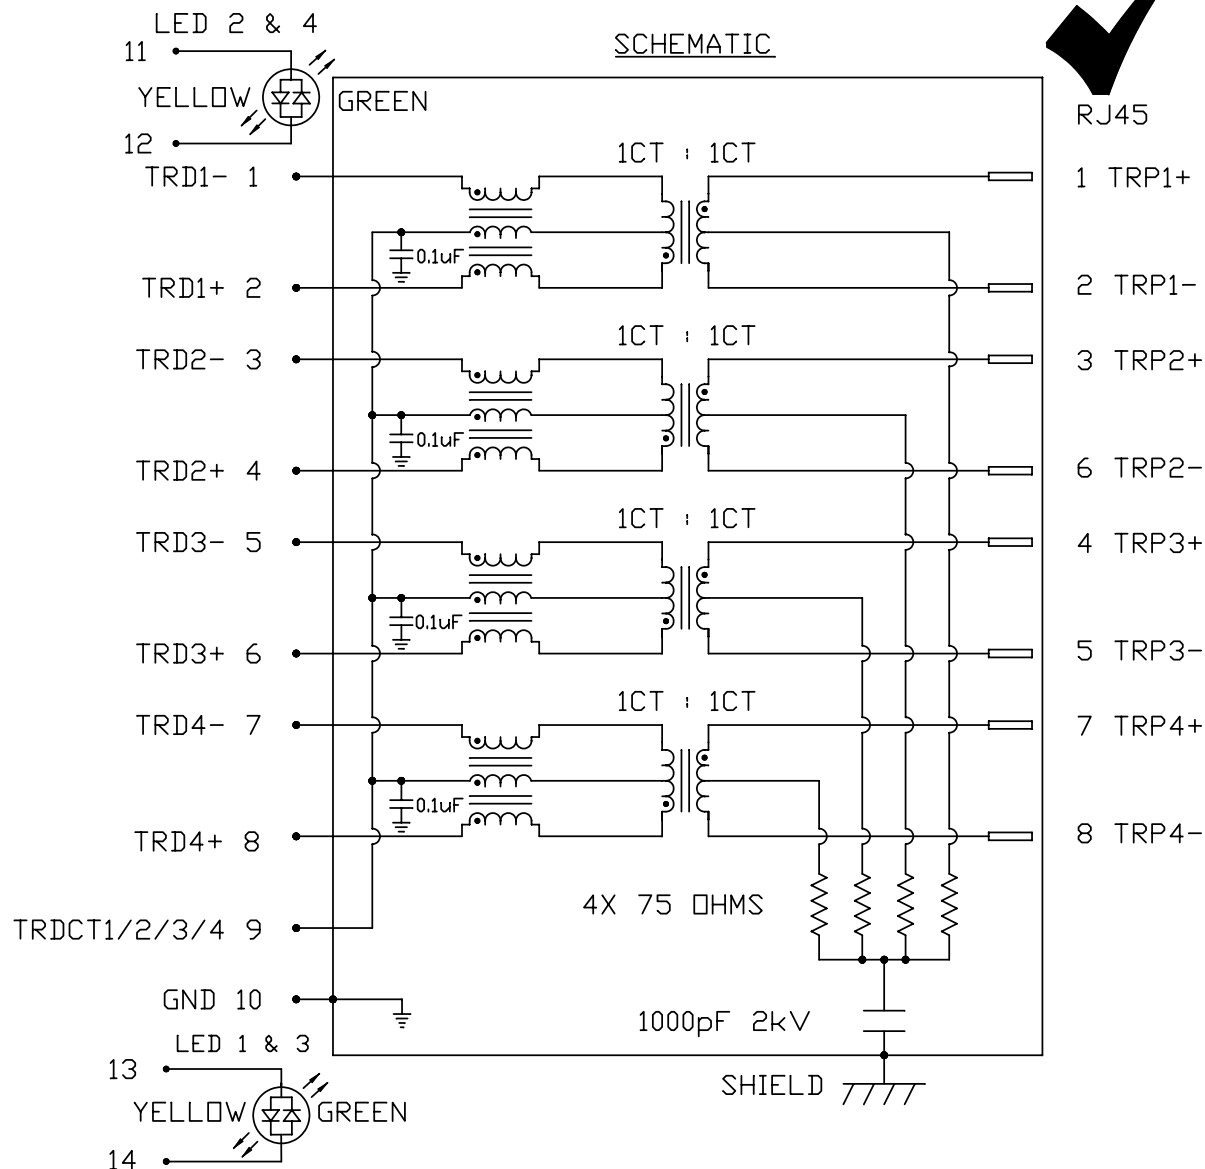 LED 2 & 4
11
SCHEMATIC
YELLOW
GREEN
RJ45
12
1CT : 1CT
TRD1- 1
1 TRP1+
0.1uF
TRD1+ 2
2 TRP1-
1CT : 1CT
TRD2- 3
3 TRP2+
0.1uF
TRD2+ 4
6 TRP2-
1CT : 1CT
TRD3- 5
4 TRP3+
0.1uF
TRD3+ 6
5 TRP3-
1CT : 1CT
TRD4- 7
7 TRP4+
0.1uF
TRD4+ 8
8 TRP4-
4X 75 OHMS
TRDCT1/2/3/4 9
GND 10
1000pF 2kV
LED 1 & 3
13
SHIELD
YELLOW
GREEN
14